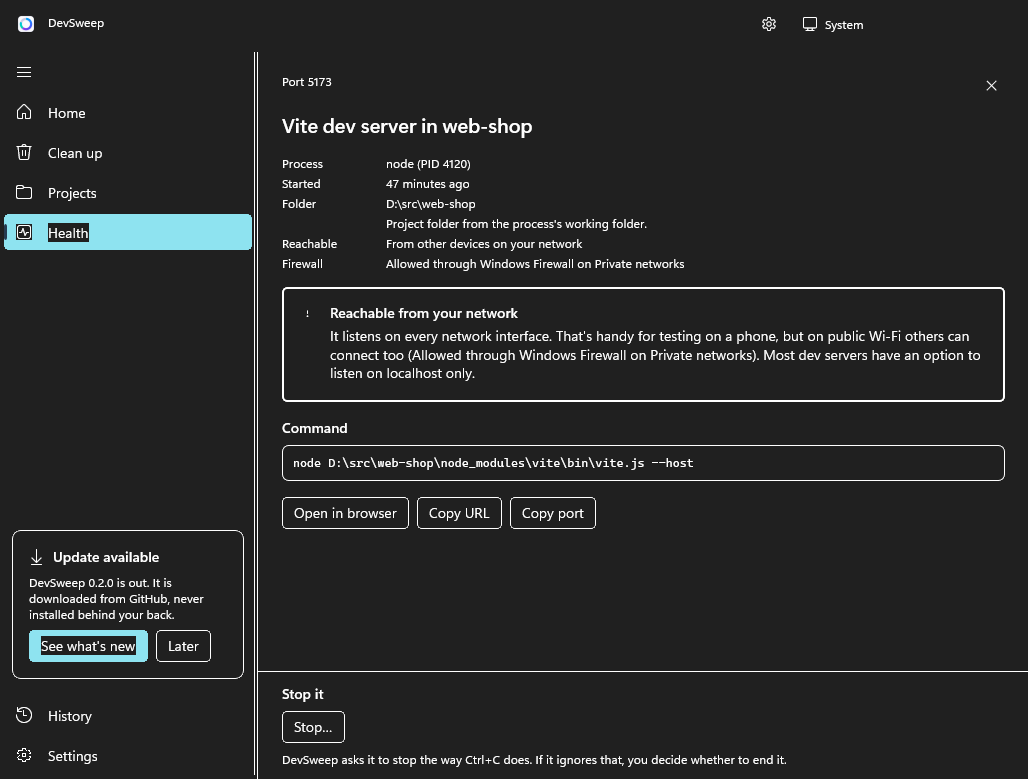 DevSweep
System
Home
Clean up
Projects
Health
Update available
DevSweep 0.2.0 is out. It is
downloaded from GitHub, never
installed behind your back.
See what's new
Later
History
Settings
Port 5173
Vite dev server in web-shop
Process node (PID 4120)
Started 47 minutes ago
Folder D:\src\web-shop
Project folder from the process's working folder.
Reachable From other devices on your network
Firewall Allowed through Windows Firewall on Private networks
Reachable from your network
It listens on every network interface. That's handy for testing on a phone, but on public Wi-Fi others can
connect too (Allowed through Windows Firewall on Private networks). Most dev servers have an option to
listen on localhost only.
Command
node D:\src\web-shop\node_modules\vite\bin\vite.js --host
Open in browser
Copy URL
Copy port
Stop it
Stop...
DevSweep asks it to stop the way Ctrl+C does. If it ignores that, you decide whether to end it.